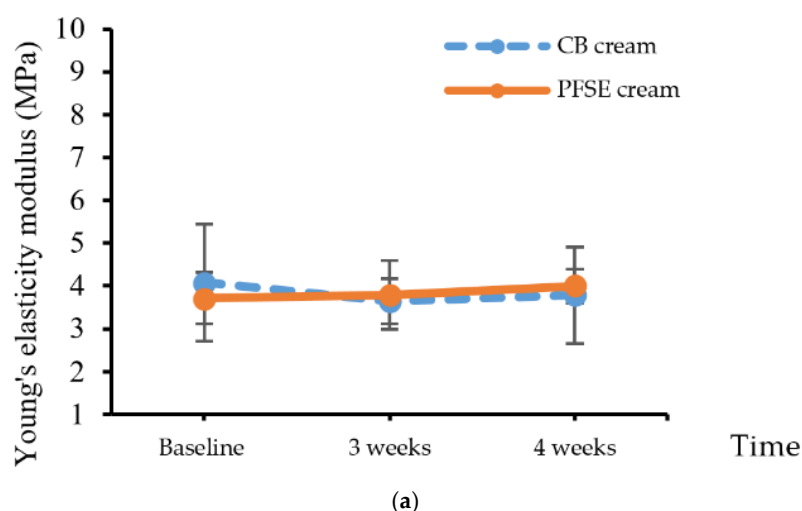 Young's elasticity modulus (MPa)
10
9
8
7
6
5
4
3
2
1
CB cream
PFSE cream
Baseline
3 weeks
4 weeks
Time
(a)